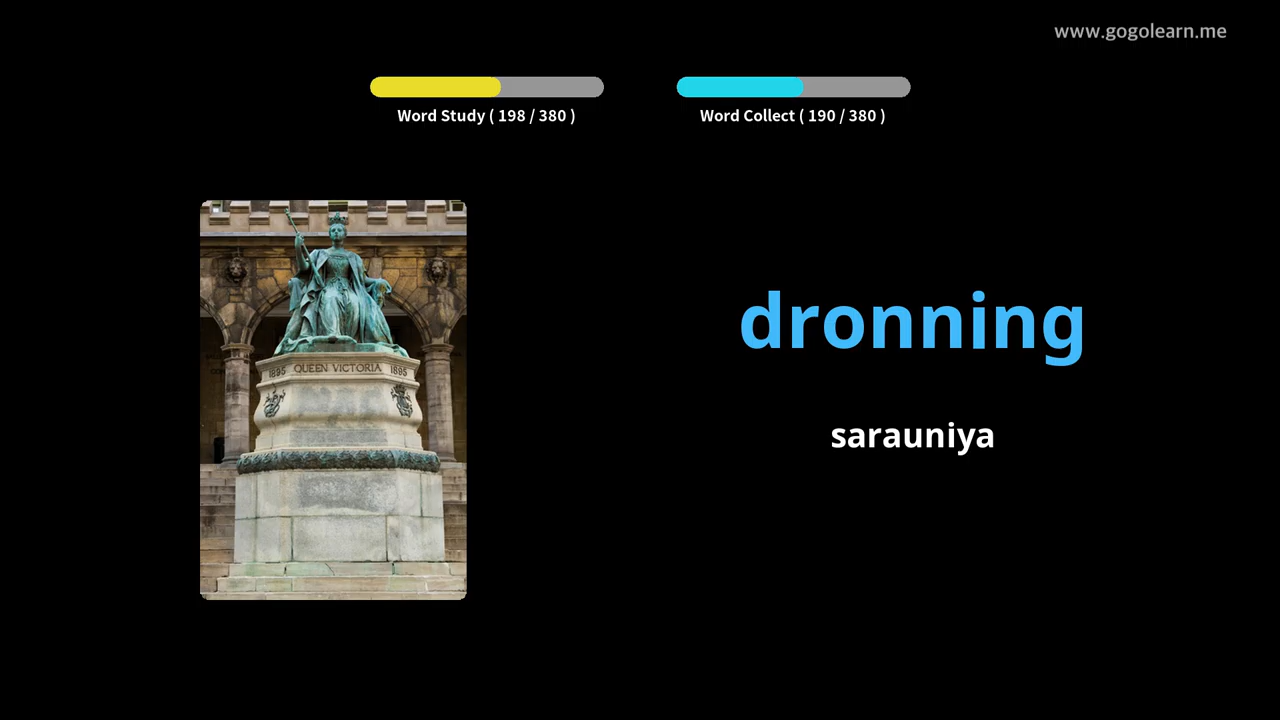 www.gogolearn.me
Word Study ( 198 / 380 )
Word Collect ( 190 / 380 )
1895 QUEEN VICTORIA 1895
dronning
sarauniya